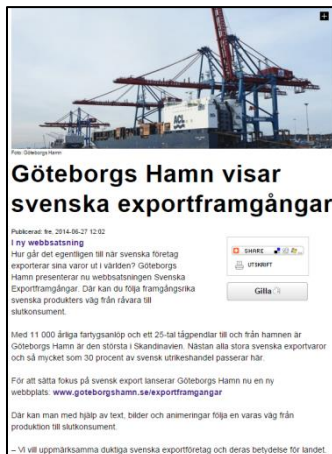 ACL
Foto: Göteborgs Hamn
Göteborgs Hamn visar
svenska exportframgångar
Publicerad: fre, 2014-06-27 12:02
I ny webbsatsning
Hur går det egentligen till när svenska företag
exporterar sina varor ut i världen? Göteborgs
Hamn presenterar nu webbsatsningen Svenska
Exportframgångar. Där kan du följa framgångsrika
svenska produkters väg från råvara till
slutkonsument.
SHARE
UTSKRIFT
Gilla
Med 11 000 årliga fartygsanlöp och ett 25-tal tågpendlar till och från hamnen är
Göteborgs Hamn är den största i Skandinavien. Nästan alla stora svenska exportvaror
och så mycket som 30 procent av svensk utrikeshandel passerar här.
För att sätta fokus på svensk export lanserar Göteborgs Hamn nu en ny
webbplats: www.goteborgshamn.se/exportframgangar
Där kan man med hjälp av text, bilder och animeringar följa en varas väg från
produktion till slutkonsument.
– Vi vill uppmärksamma duktiga svenska exportföretag och deras betydelse för landet.